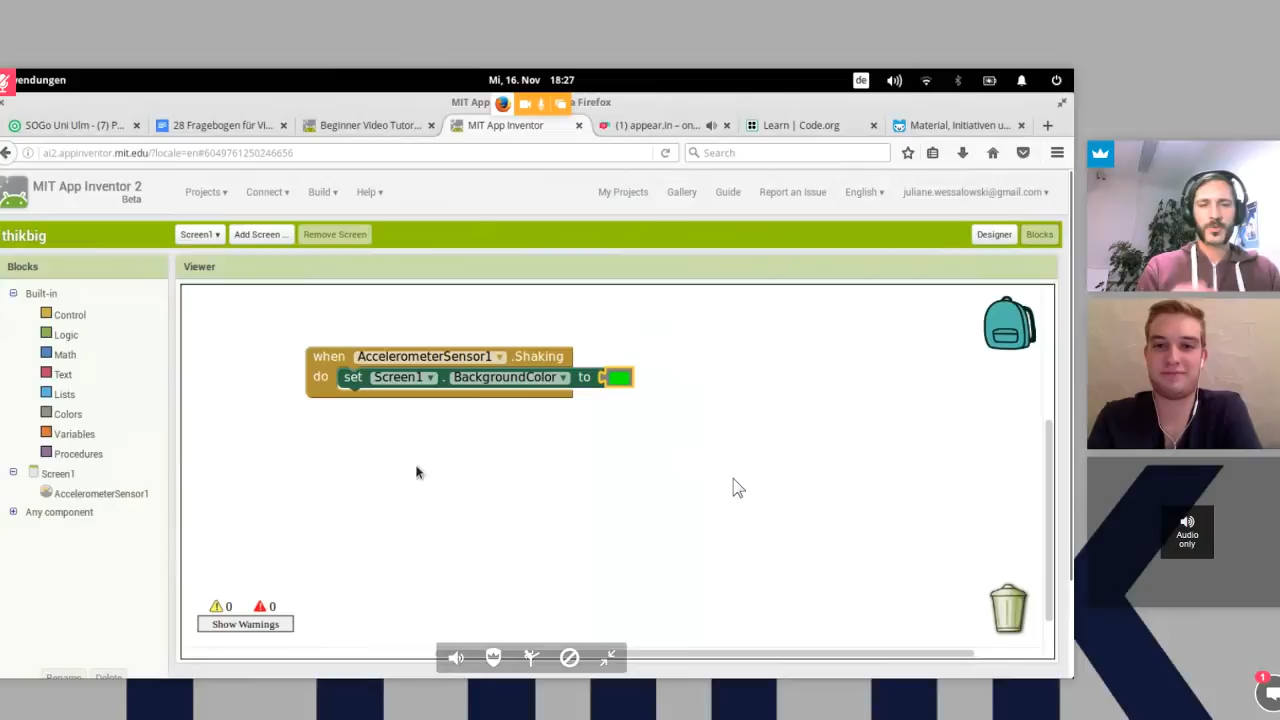 wendungen
Mi, 16. Nov 18:27
de
MIT App
a Firefox
SOGo Uni Ulm - (7) P...
28 Fragebogen für Vi...
Beginner Video Tutor...
MIT App Inventor
(1) appear.in – on...
Learn | Code.org
Material, Initiativen u...
ai2.appinventor.mit.edu/?locale=en#6049761250246656
Search
MIT App Inventor 2
Beta
Projects
Connect
Build
Help
My Projects
Gallery
Guide
Report an Issue
English
juliane.wessalowski@gmail.com
thikbig
Screen1
Add Screen ...
Remove Screen
Designer
Blocks
Blocks
Viewer
Built-in
Control
Logic
Math
Text
Lists
Colors
Variables
Procedures
Screen1
AccelerometerSensor1
Any component
when AccelerometerSensor1 .Shaking
do set Screen1 . BackgroundColor to
0 0
Show Warnings
Rename Delete
Audio
only
1